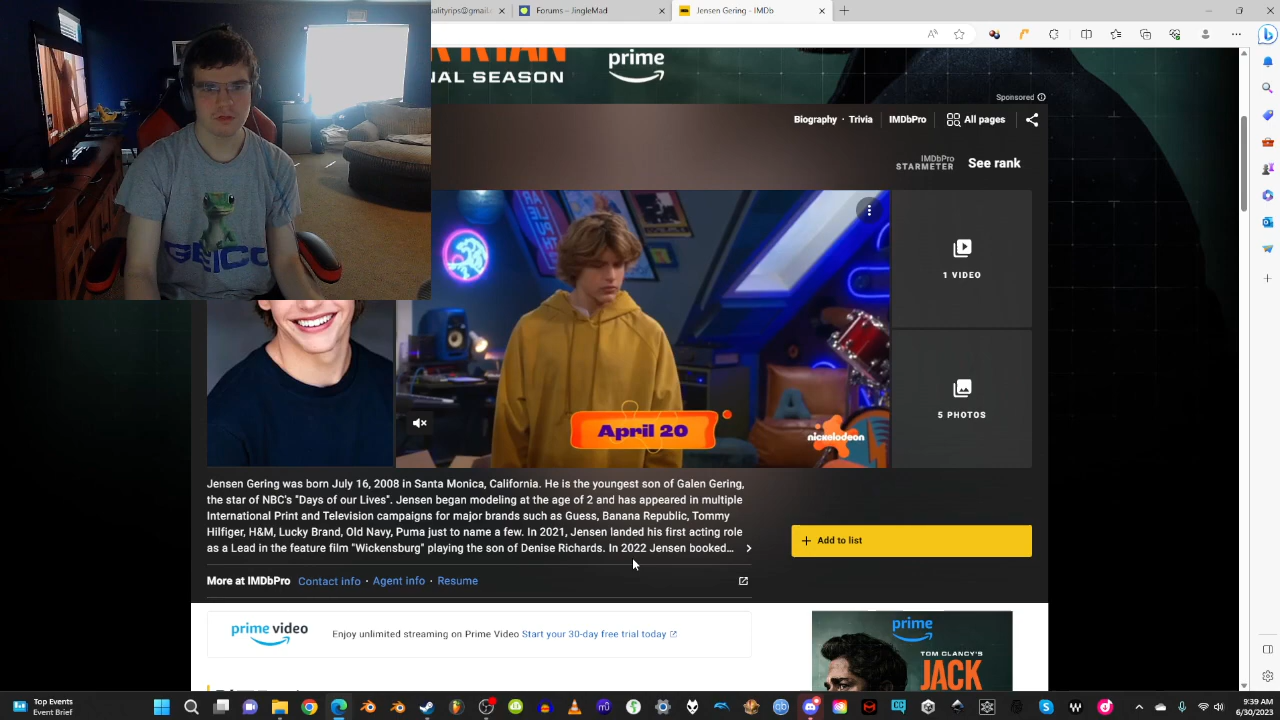 ualityrip@gmail.com
RYAN
NAL SEASON
prime
Sponsored
Biography · Trivia
IMDbPro
All pages
IMDbPro
STARMETER
See rank
GEICO
1 VIDEO
5 PHOTOS
April 20
nickelodeon
Jensen Gering was born July 16, 2008 in Santa Monica, California. He is the youngest son of Galen Gering,
the star of NBC's "Days of our Lives". Jensen began modeling at the age of 2 and has appeared in multiple
International Print and Television campaigns for major brands such as Guess, Banana Republic, Tommy
Hilfiger, H&M, Lucky Brand, Old Navy, Puma just to name a few. In 2021, Jensen landed his first acting role
as a Lead in the feature film "Wickensburg" playing the son of Denise Richards. In 2022 Jensen booked...
Add to list
More at IMDbPro Contact info · Agent info · Resume
prime video
Enjoy unlimited streaming on Prime Video Start your 30-day free trial today
prime
TOM CLANCY'S
JACK
Top event
Event Brief
9:39 AM
6/30/2023